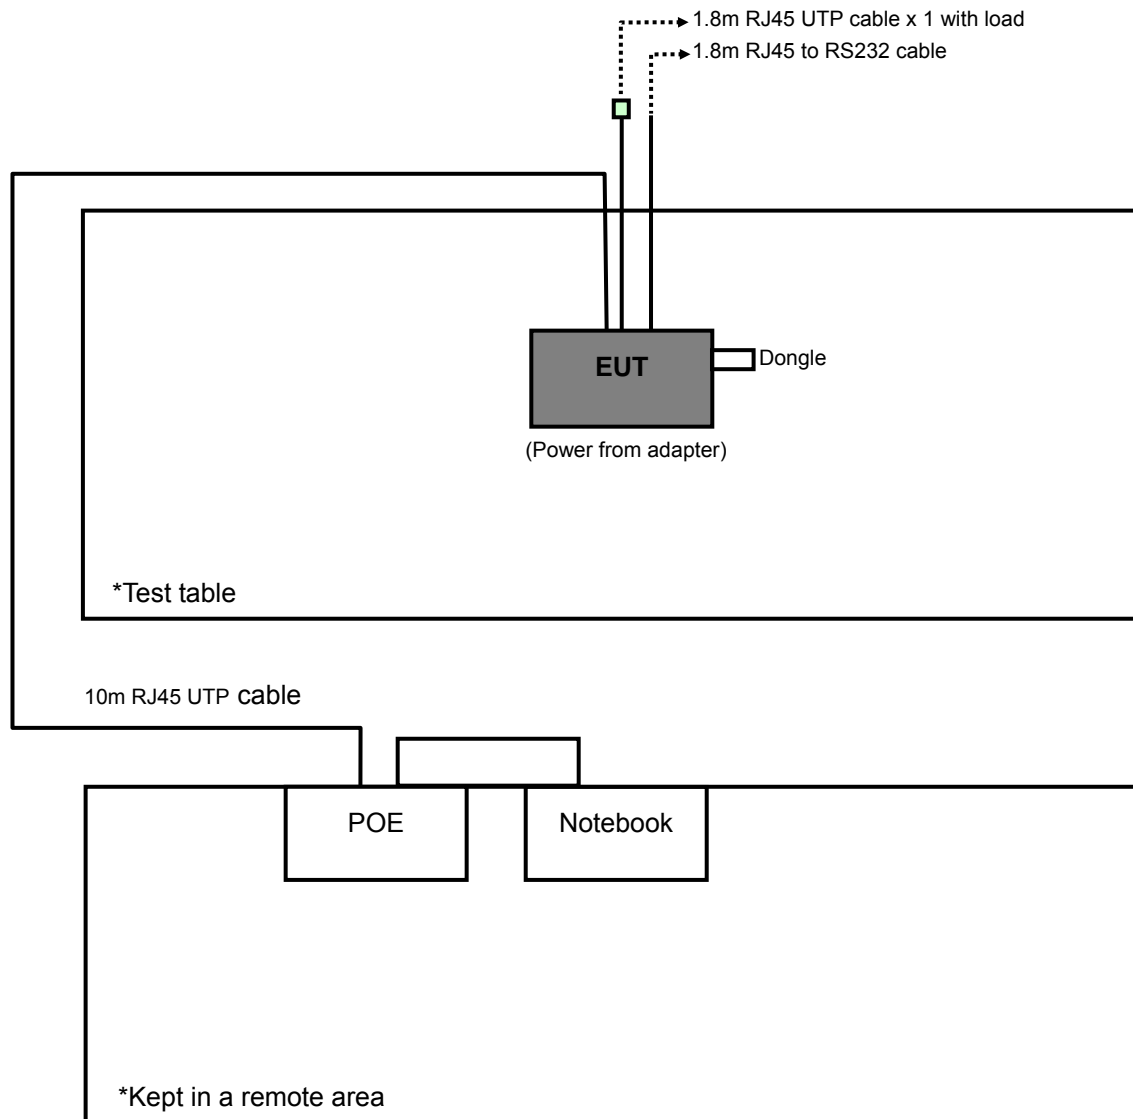 1.8m RJ45 UTP cable x 1 with load
1.8m RJ45 to RS232 cable
EUT
Dongle
(Power from adapter)
*Test table
10m RJ45 UTP cable
POE
Notebook
*Kept in a remote area